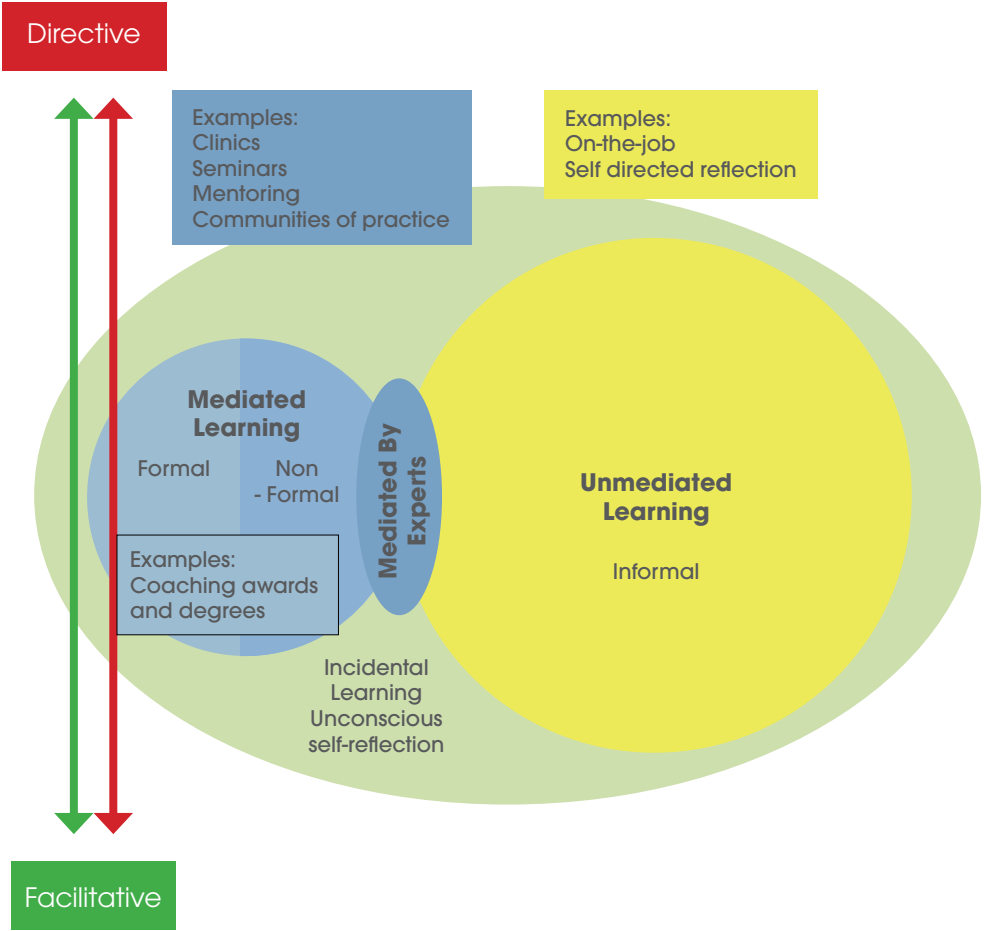 Directive
Examples:
Clinics
Seminars
Mentoring
Communities of practice
Examples:
On-the-job
Self directed reflection
Mediated
Learning
Formal
Non
- Formal
Examples:
Coaching awards
and degrees
Mediated By
Experts
Unmediated
Learning
Informal
Incidental
Learning
Unconscious
self-reflection
Facilitative